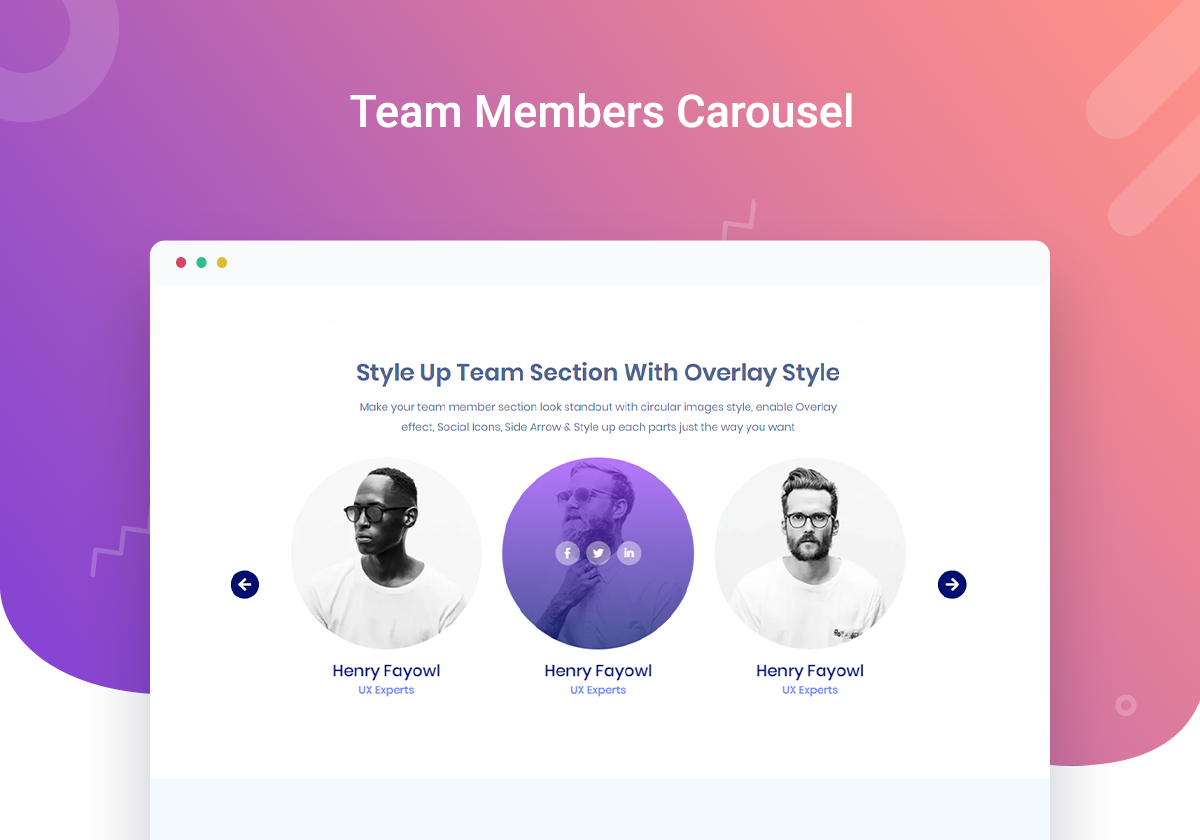 Team Members Carousel
Style Up Team Section With Overlay Style
Make your team member section look standout with circular images style, enable Overlay
effect, Social Icons, Side Arrow & Style up each parts just the way you want
Henry Fayowl
UX Experts
Henry Fayowl
UX Experts
Henry Fayowl
UX Experts